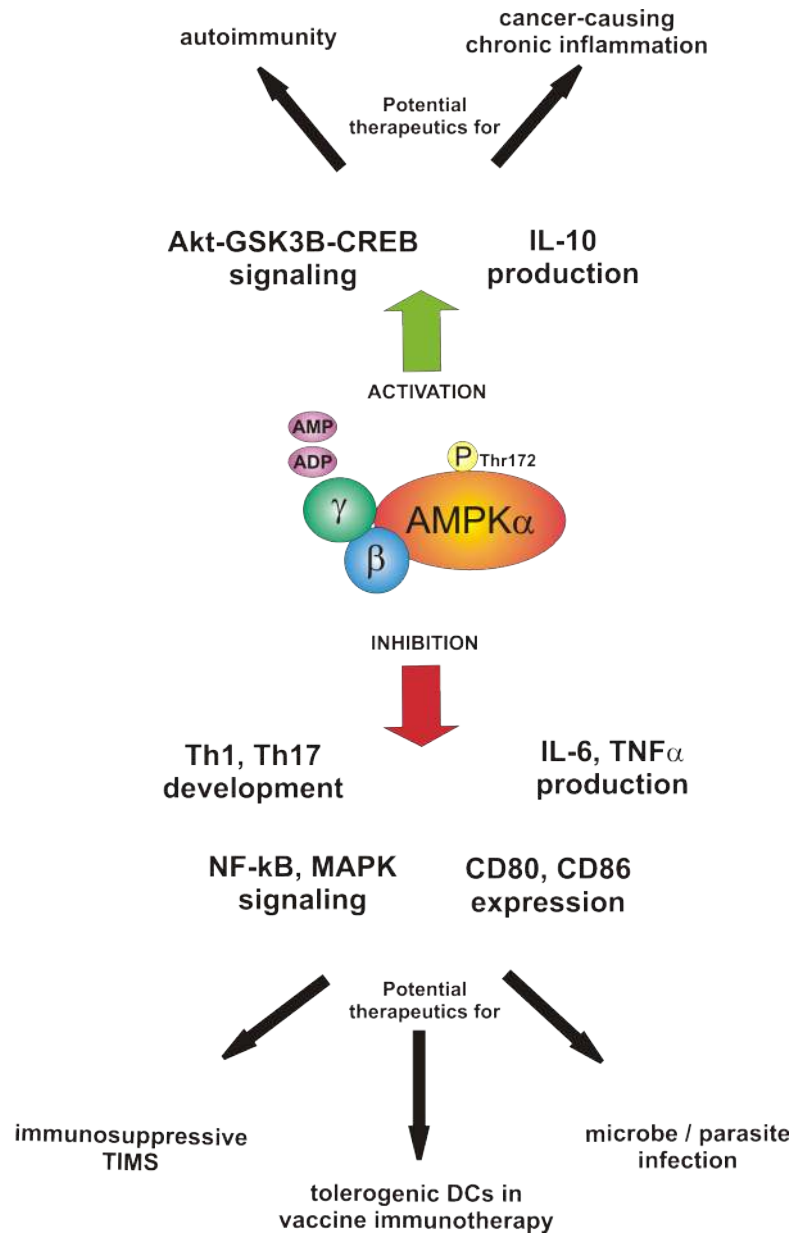 autoimmunity
cancer-causing
chronic inflammation
Potential
therapeutics for
Akt-GSK3B-CREB
signaling
IL-10
production
ACTIVATION
AMP
ADP
P
Thr172
γ
AMPKα
β
INHIBITION
Th1, Th17
development
IL-6, TNFα
production
NF-kB, MAPK
signaling
CD80, CD86
expression
Potential
therapeutics for
immunosuppressive
TIMS
microbe / parasite
infection
tolerogenic DCs in
vaccine immunotherapy